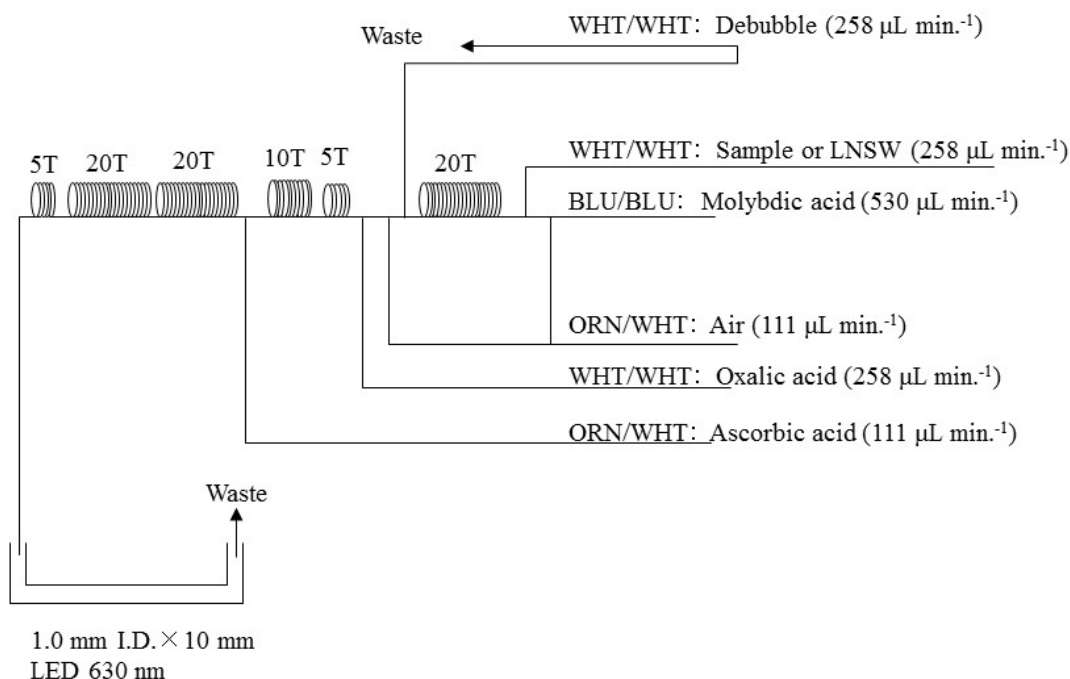 WHT/WHT: Debubble (258 μL min.-1)
Waste
5T 20T 20T 10T 5T 20T
WHT/WHT: Sample or LNSW (258 μL min.-1)
BLU/BLU: Molybdic acid (530 μL min.-1)
ORN/WHT: Air (111 μL min.-1)
WHT/WHT: Oxalic acid (258 μL min.-1)
ORN/WHT: Ascorbic acid (111 μL min.-1)
Waste
1.0 mm I.D.×10 mm
LED 630 nm